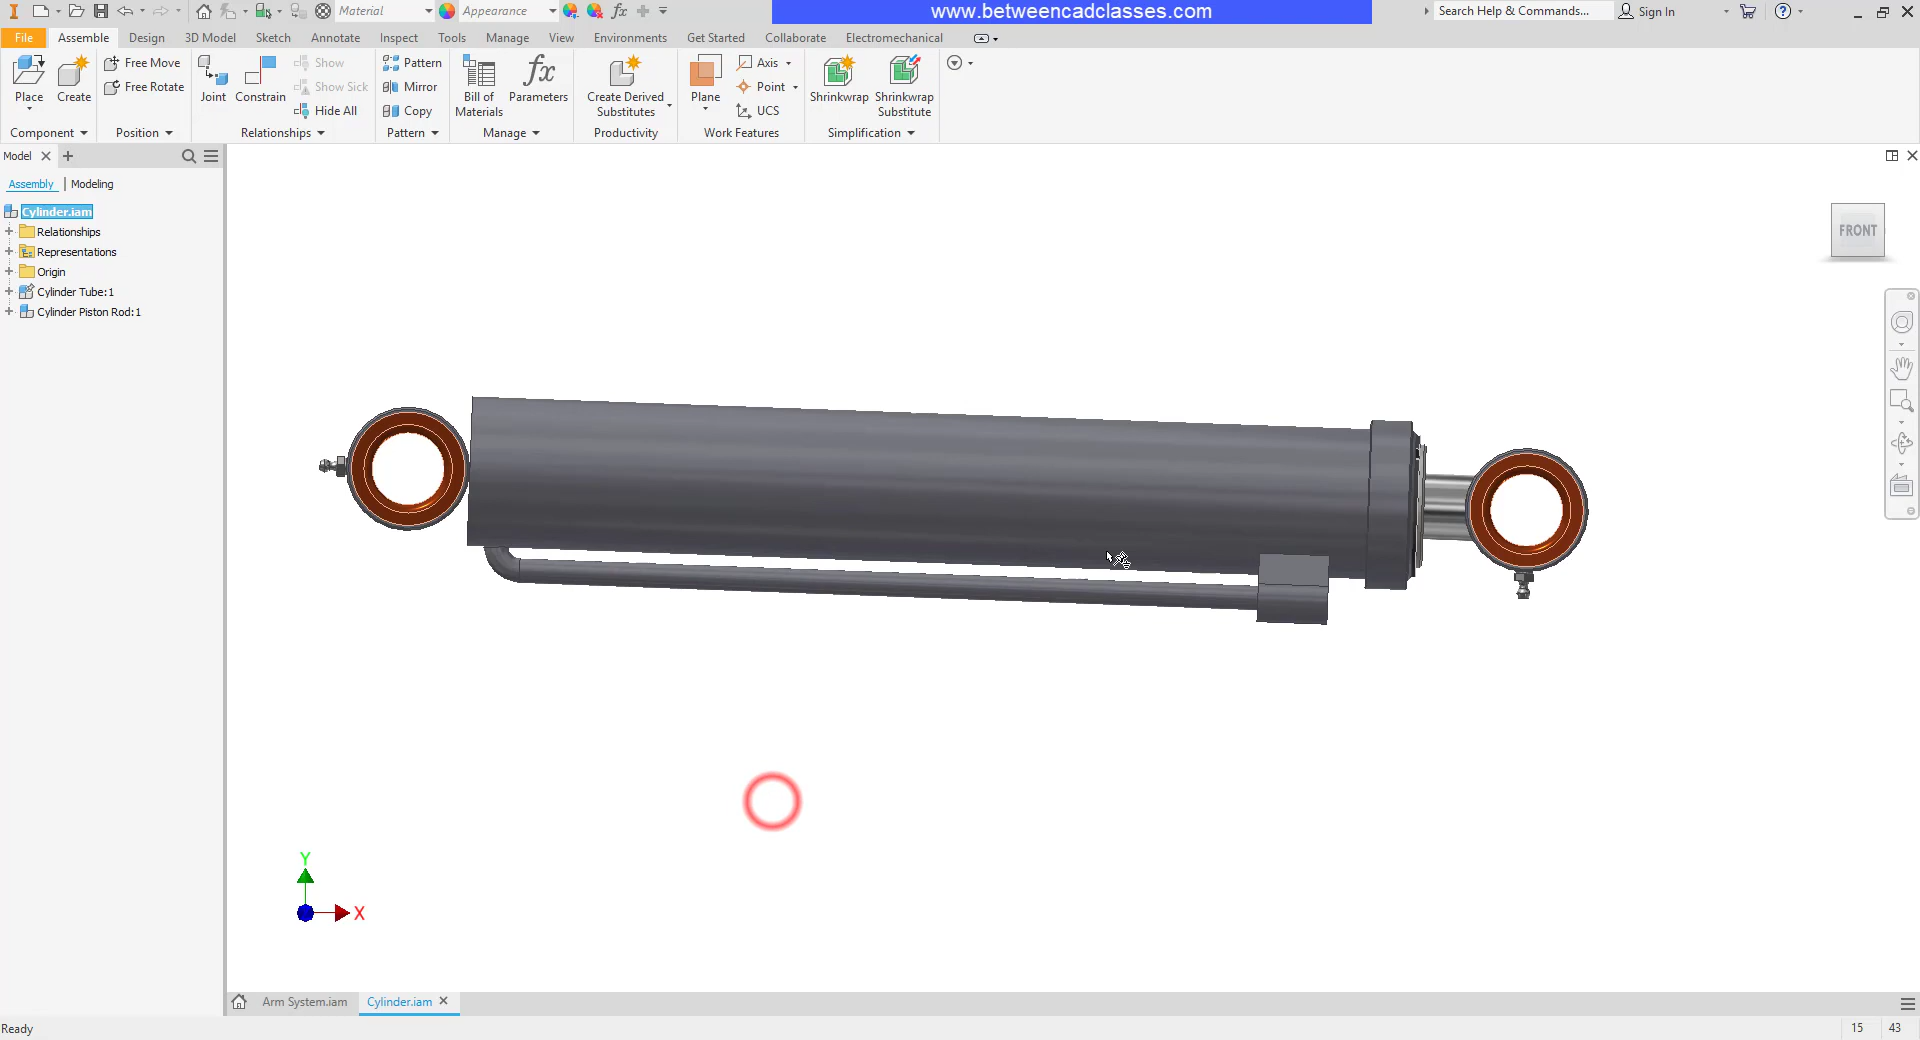 Material
Appearance
www.betweencadclasses.com
Search Help & Commands...
Sign In
File
Assemble
Design
3D Model
Sketch
Annotate
Inspect
Tools
Manage
View
Environments
Get Started
Collaborate
Electromechanical
Place
Create
Free Move
Free Rotate
Joint
Constrain
Show
Show Sick
Hide All
Pattern
Mirror
Copy
Bill of
Materials
Parameters
Create Derived
Substitutes
Plane
Axis
Point
UCS
Shrinkwrap
Shrinkwrap
Substitute
Component
Position
Relationships
Pattern
Manage
Productivity
Work Features
Simplification
Model
Assembly
Modeling
Cylinder.iam
Relationships
Representations
Origin
Cylinder Tube:1
Cylinder Piston Rod:1
FRONT
Y
X
Arm System.iam
Cylinder.iam
Ready
15
43